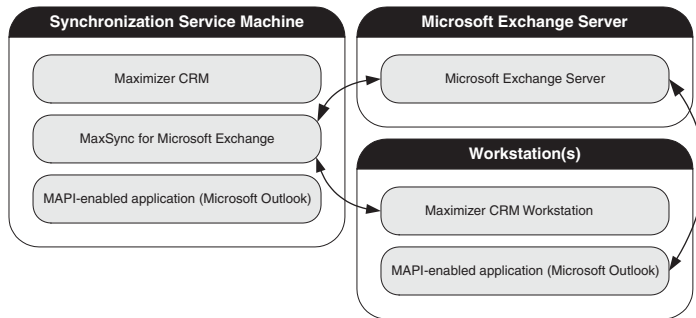 Synchronization Service Machine
Maximizer CRM
MaxSync for Microsoft Exchange
MAPI-enabled application (Microsoft Outlook)
Microsoft Exchange Server
Microsoft Exchange Server
Workstation(s)
Maximizer CRM Workstation
MAPI-enabled application (Microsoft Outlook)